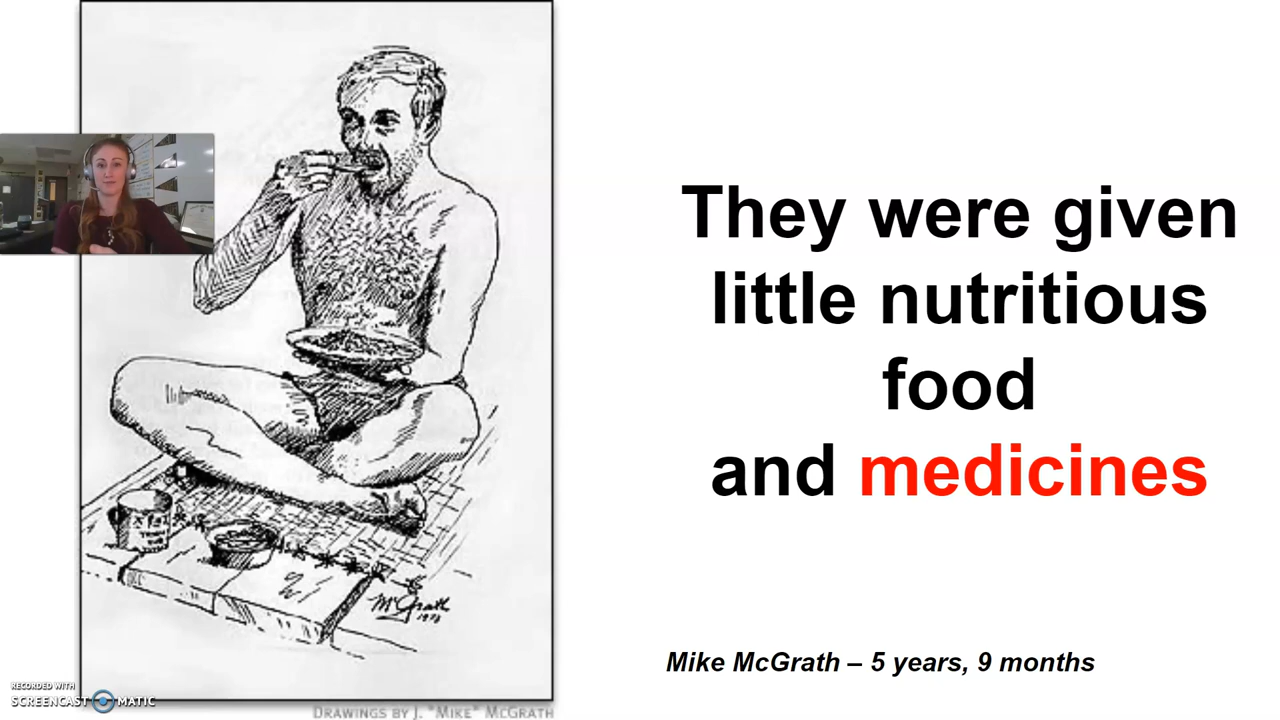 They were given
little nutritious
food
and medicines
Mike McGrath – 5 years, 9 months
McGrath
1973
DRAWINGS BY J. "MIKE" MCGRATH
RECORDED WITH
SCREENCAST MATIC